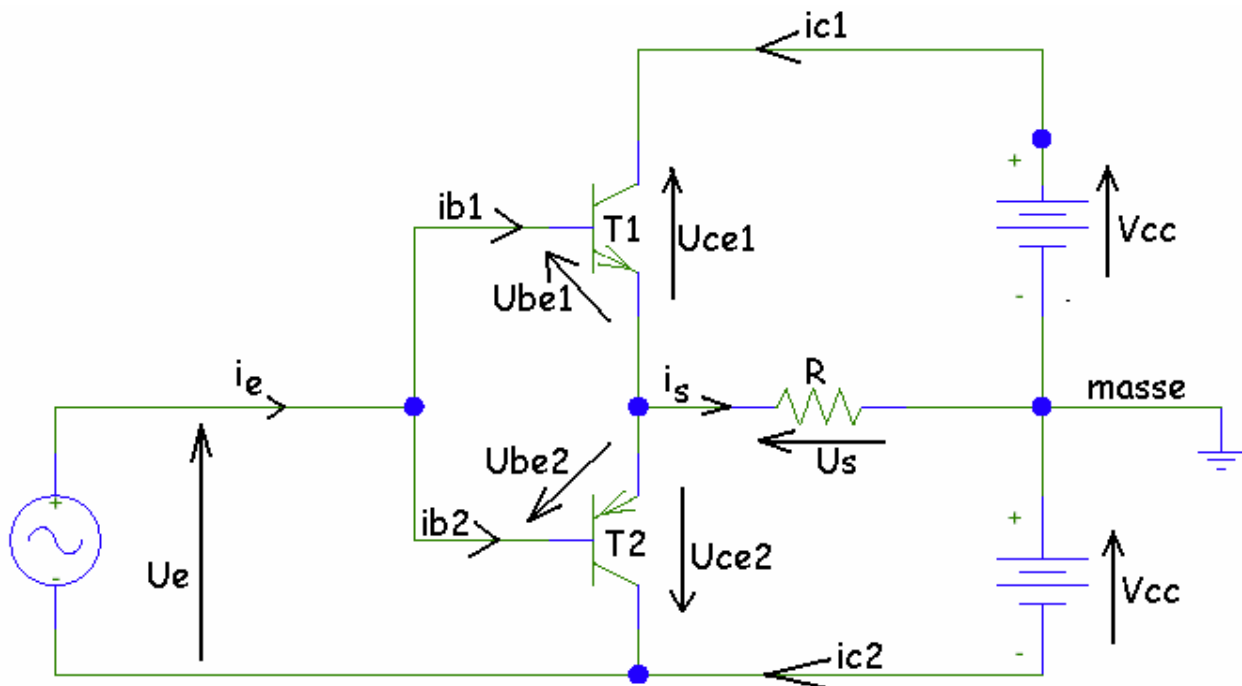 ic1
+
ib1
T1
Uce1
Vcc
Ube1
-
ie
is
R
masse
Ube2
Us
+
+
ib2
T2
Uce2
Vcc
-
Ue
-
ic2